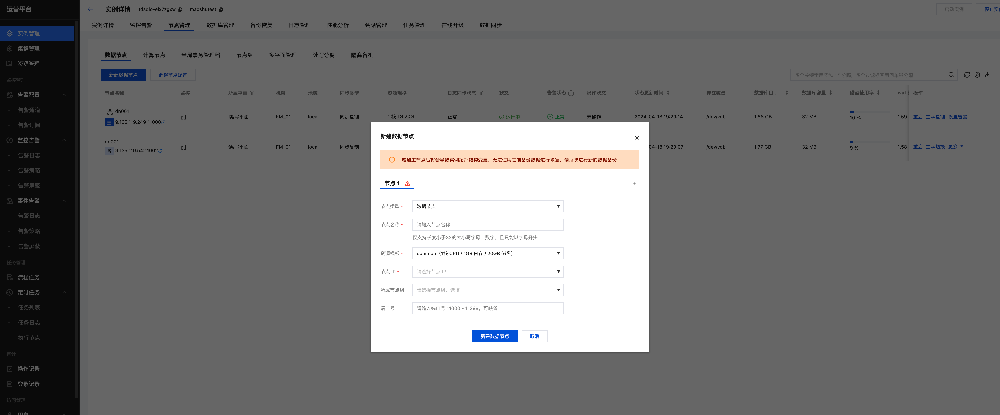 运营平台
实例详情 tdsqlo-elx7zgxw maoshutest
启动实例
实例详情 监控告警 节点管理 数据库管理 备份恢复 日志管理 性能分析 会话管理 任务管理 在线升级 数据同步
实例管理
集群管理
资源管理
监控管理
告警配置
告警通道
告警订阅
监控告警
告警日志
告警策略
告警屏蔽
事件告警
告警日志
告警策略
告警屏蔽
任务管理
流程任务
定时任务
任务列表
任务日志
执行节点
审计
操作记录
登录记录
访问管理
用户
数据节点 计算节点 全局事务管理器 节点组 多平面管理 读写分离 隔离备机
新建数据节点 调整节点配置
多个关键字用竖线 "|" 分隔，多个过滤标签用回车键分隔
节点名称 监控 所属平面 机架 地域 同步类型 资源规格 日志同步状态 状态 告警状态 操作状态 状态更新时间 挂载磁盘 数据库目... 数据库容量 磁盘使用率 wal 操作
dn001
主 9.135.119.249:11000 读/写平面 FM_01 local 同步复制 1 核 1G 20G 正常 运行中 正常 未操作 2024-04-18 19:20:14 /dev/vdb 1.88 GB 32 MB 10 % 1.59 重启 主从复制 设置告警
dn001
备 9.135.119.54:11002 读/写平面 FM_01 local 同步复制 04-18 19:20:07 /dev/vdb 1.77 GB 32 MB 9 % 1.58 重启 主从切换 更多
新建数据节点
增加主节点后将会导致实例拓扑结构变更，无法使用之前备份数据进行恢复，请尽快进行新的数据备份
节点 1
+
节点类型 * 数据节点
节点名称 * 请输入节点名称
仅支持长度小于32的大小写字母、数字，且只能以字母开头
资源模板 * common（1核 CPU / 1GB 内存 / 20GB 磁盘）
节点 IP * 请选择节点 IP
所属节点组 请选择节点组，选填
端口号 请输入端口号 11000 - 11298，可缺省
新建数据节点 取消